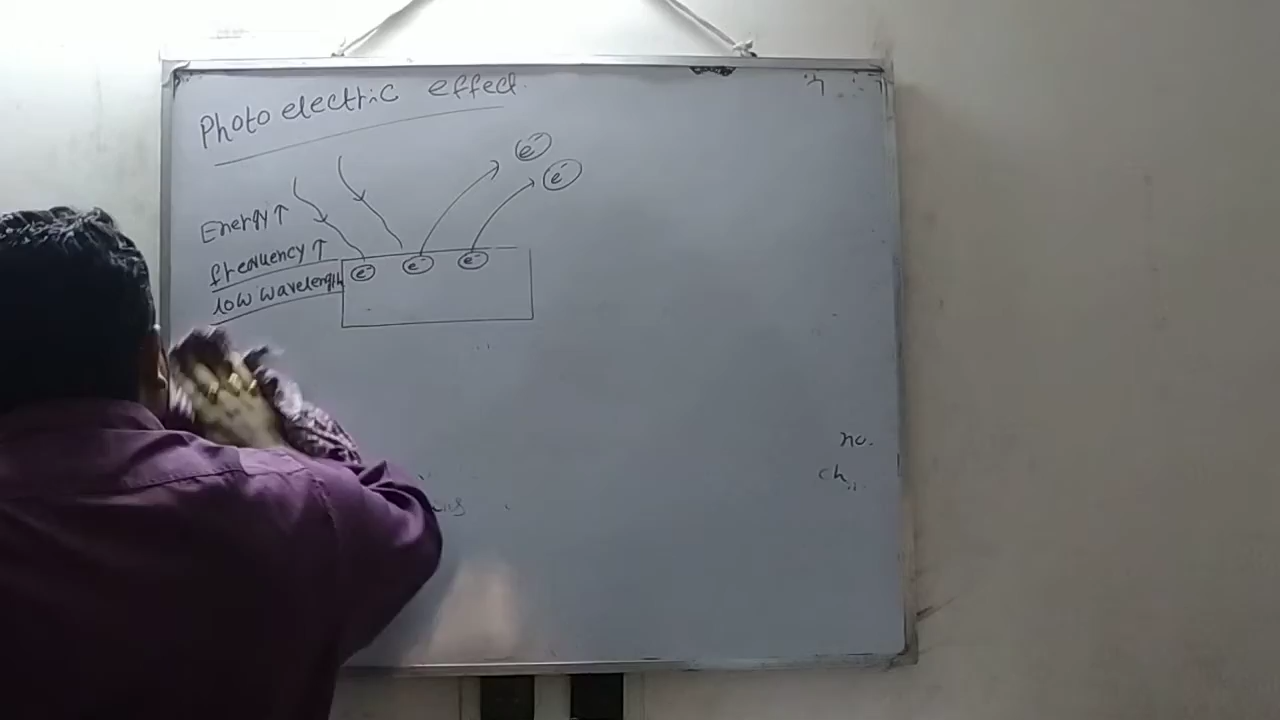 Photo electric effect.
e⁻
e⁻
Energy↑
frequency↑
low wavelength
e⁻ e⁻ e⁻
no.
ch